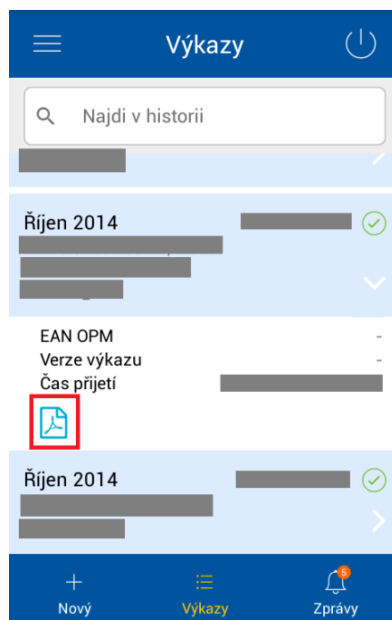 Výkazy
Najdi v historii
Říjen 2014
EAN OPM -
Verze výkazu -
Čas přijetí
Říjen 2014
5
Nový Výkazy Zprávy